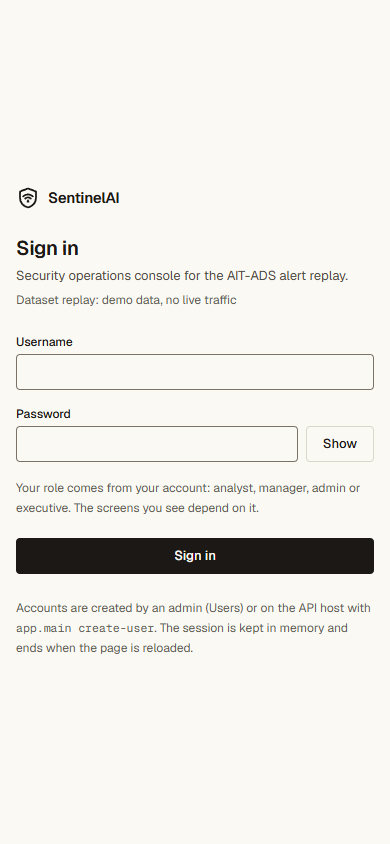 SentinelAI
Sign in
Security operations console for the AIT-ADS alert replay.
Dataset replay: demo data, no live traffic
Username
Password
Show
Your role comes from your account: analyst, manager, admin or
executive. The screens you see depend on it.
Sign in
Accounts are created by an admin (Users) or on the API host with
app.main create-user. The session is kept in memory and
ends when the page is reloaded.